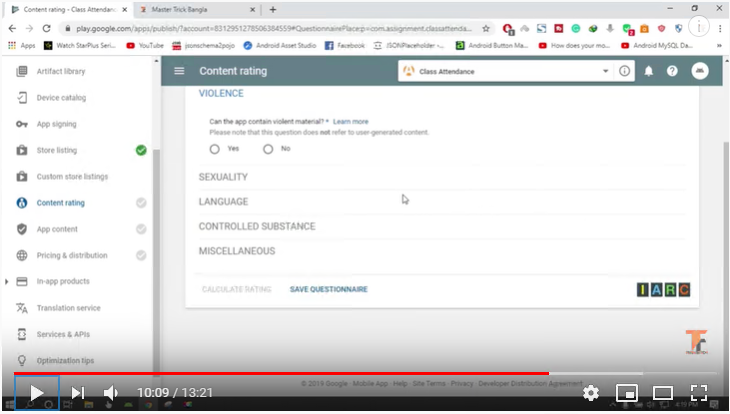 Content rating - Class Attendanc
Master Trick Bangla
play.google.com/apps/publish/?account=8312951278506384559#QuestionnairePlace:p=com.assignment.classattenda...
Apps
Watch StarPlus Seri...
YouTube
jsonschema2pojo
Android Asset Studio
Facebook
JSONPlaceholder -...
Android Button Ma...
How does your mo...
Android MySQL Da...
Artifact library
Device catalog
App signing
Store listing
Custom store listings
Content rating
App content
Pricing & distribution
In-app products
Translation service
Services & APIs
Optimization tips
Content rating
Class Attendance
VIOLENCE
Can the app contain violent material? * Learn more
Please note that this question does not refer to user-generated content.
Yes No
SEXUALITY
LANGUAGE
CONTROLLED SUBSTANCE
MISCELLANEOUS
CALCULATE RATING SAVE QUESTIONNAIRE
IARC
© 2019 Google · Mobile App · Help · Site Terms · Privacy · Developer Distribution Agreement
10:09 / 13:21
4:19 PM